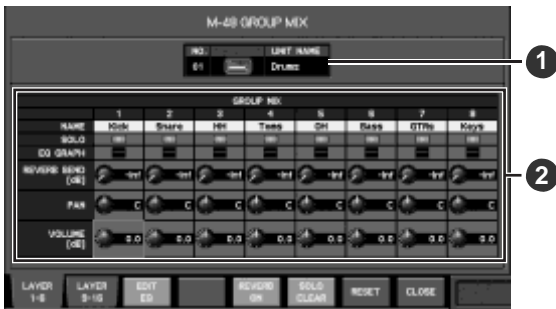 M-48 GROUP MIX
NO. UNIT NAME
01 Drums
1
GROUP MIX
1 2 3 4 5 6 7 8
NAME Kick Snare HH Toms OH Bass GTRs Keys
SOLO
EQ GRAPH
2
REVERB SEND [dB] -Inf -Inf -Inf -Inf -Inf -Inf -Inf -Inf
PAN C C C C C C C C
VOLUME [dB] 0.0 0.0 0.0 0.0 0.0 0.0 0.0 0.0
LAYER 1-8 LAYER 9-16 EDIT EQ REVERB ON SOLO CLEAR RESET CLOSE